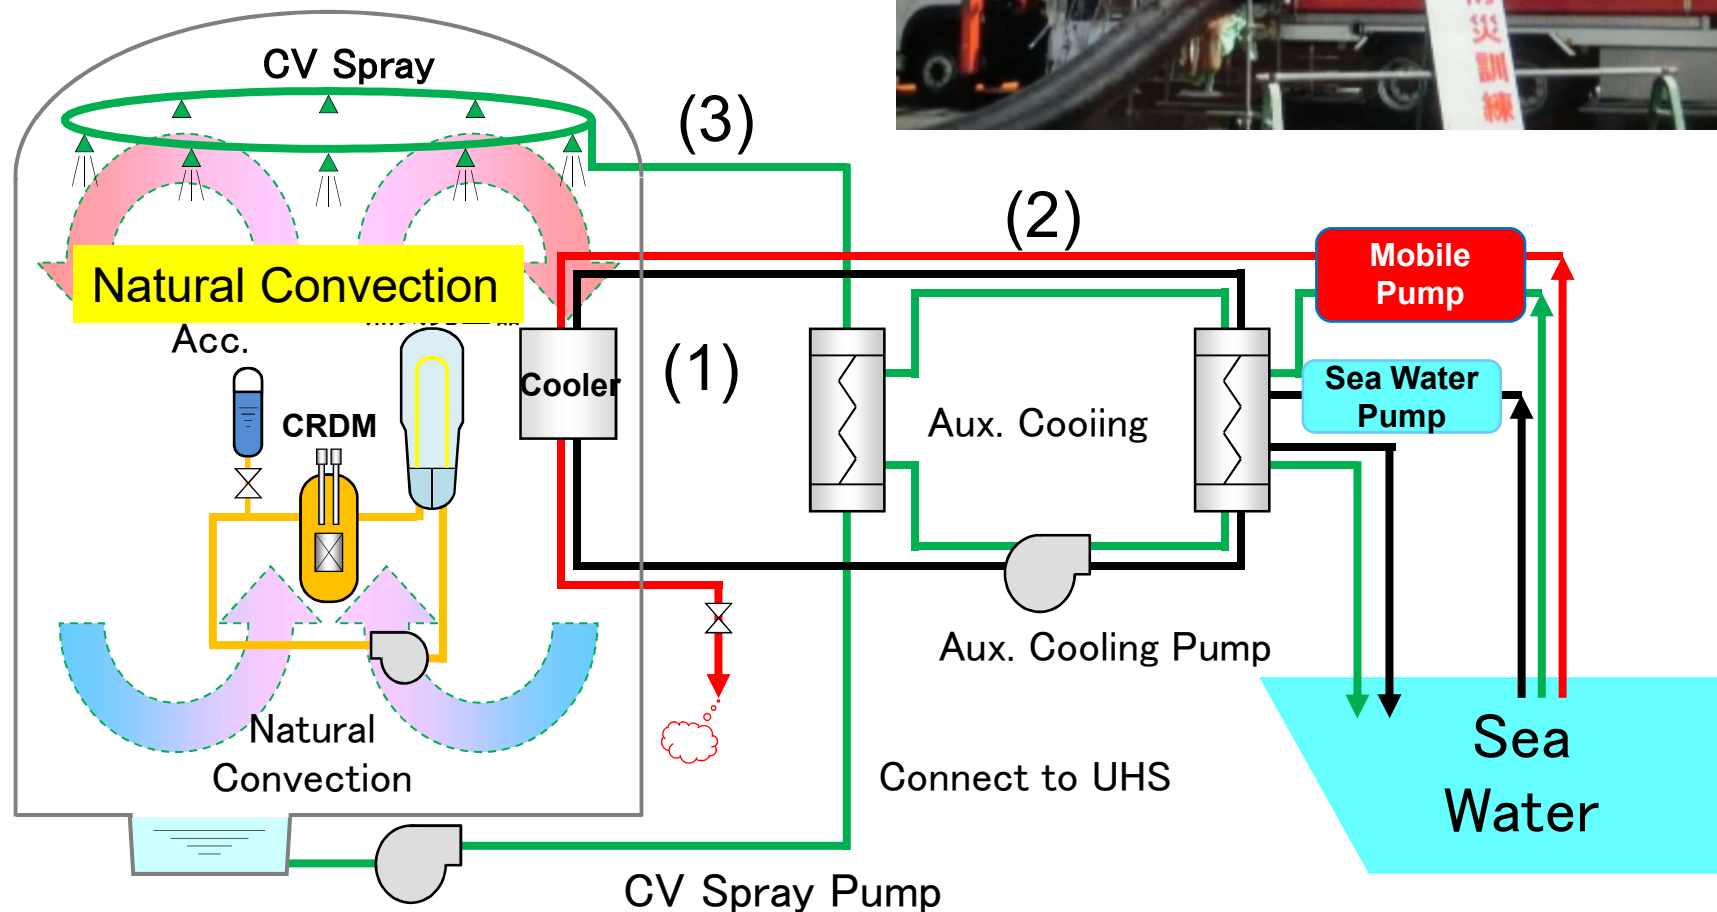 災
訓
練
CV Spray
(3)
(2)
Mobile
Pump
Natural Convection
Acc.
(1)
Cooler
Sea Water
Pump
CRDM
Aux. Cooiing
Aux. Cooling Pump
Natural
Convection
Connect to UHS
Sea
Water
CV Spray Pump